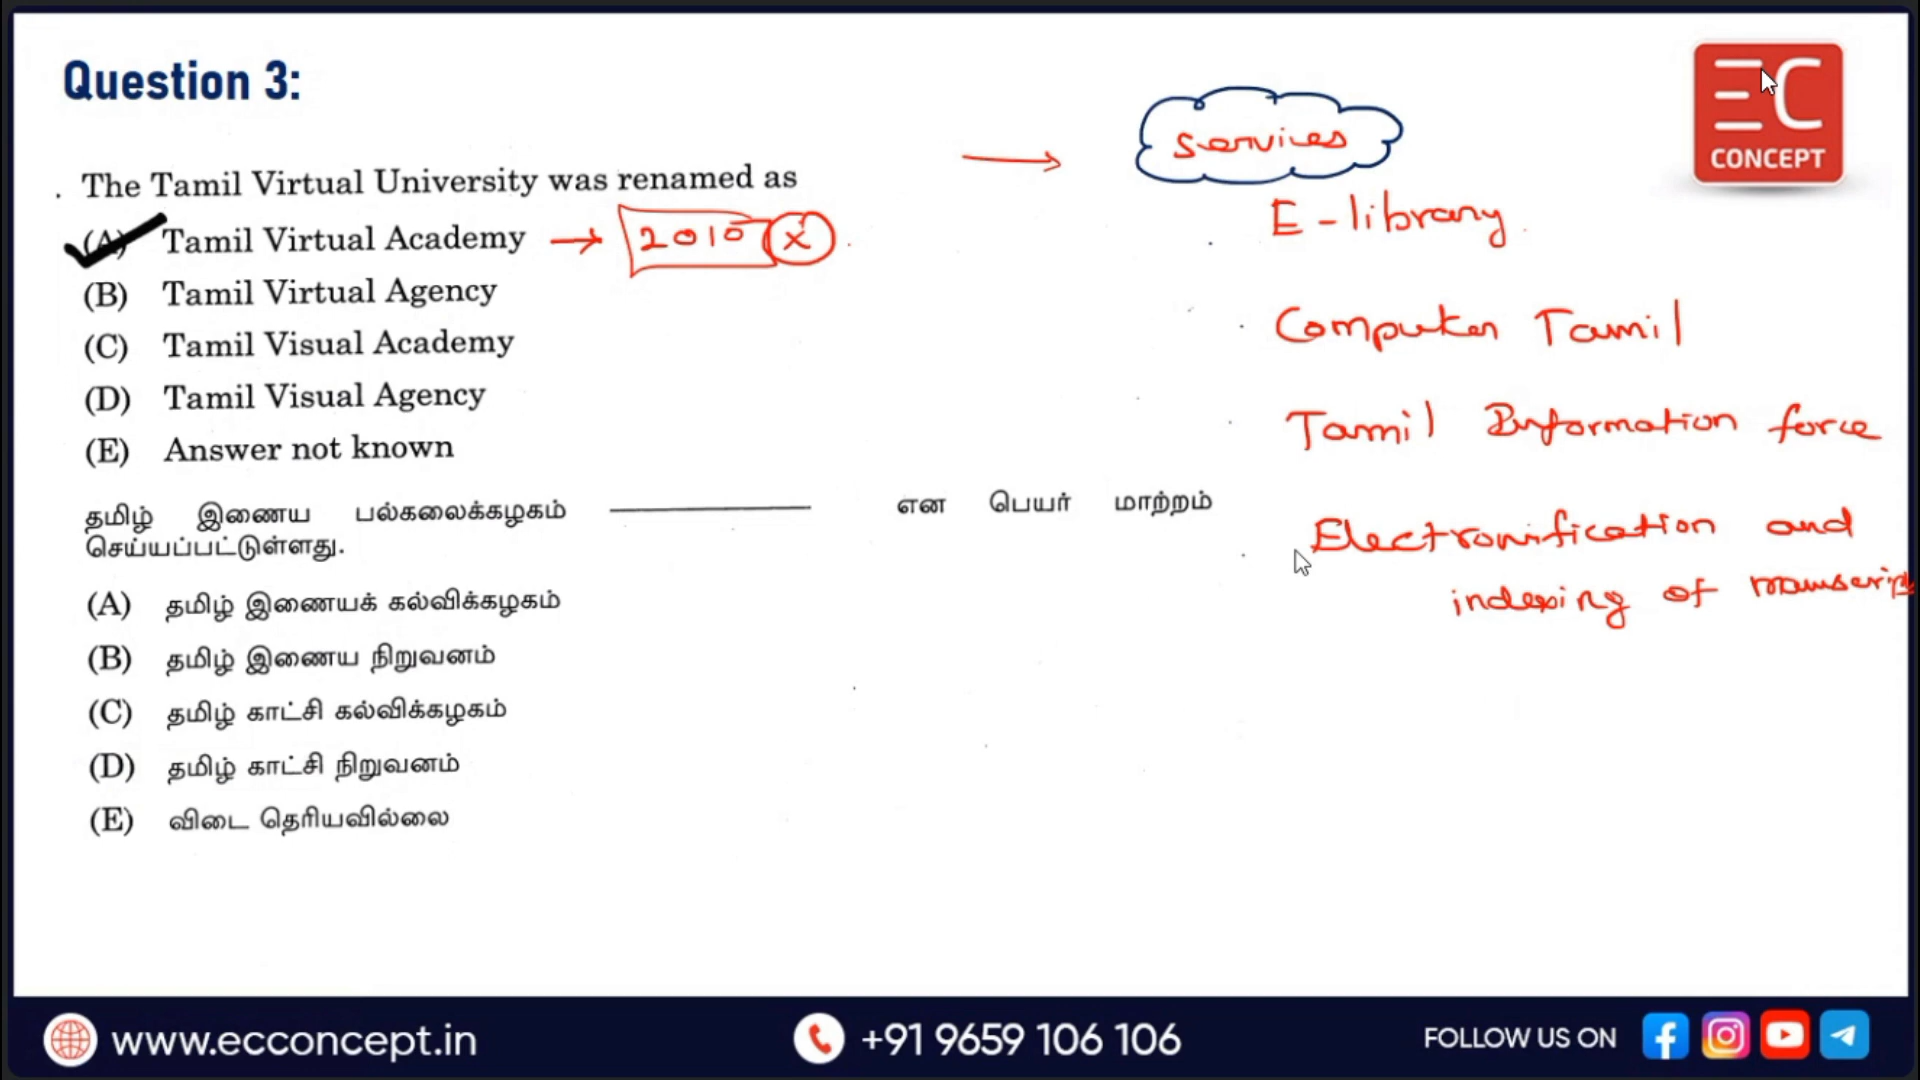 Question 3:
EC
CONCEPT
services
. The Tamil Virtual University was renamed as
(A) Tamil Virtual Academy → 2010 X
(B) Tamil Virtual Agency
(C) Tamil Visual Academy
(D) Tamil Visual Agency
(E) Answer not known
தமிழ் இணைய பல்கலைக்கழகம் ____________ என பெயர் மாற்றம்
செய்யப்பட்டுள்ளது.
(A) தமிழ் இணையக் கல்விக்கழகம்
(B) தமிழ் இணைய நிறுவனம்
(C) தமிழ் காட்சி கல்விக்கழகம்
(D) தமிழ் காட்சி நிறுவனம்
(E) விடை தெரியவில்லை
E-library
Computer Tamil
Tamil Information force
Electronification and
indexing of manuscripts
www.ecconcept.in
+91 9659 106 106
FOLLOW US ON